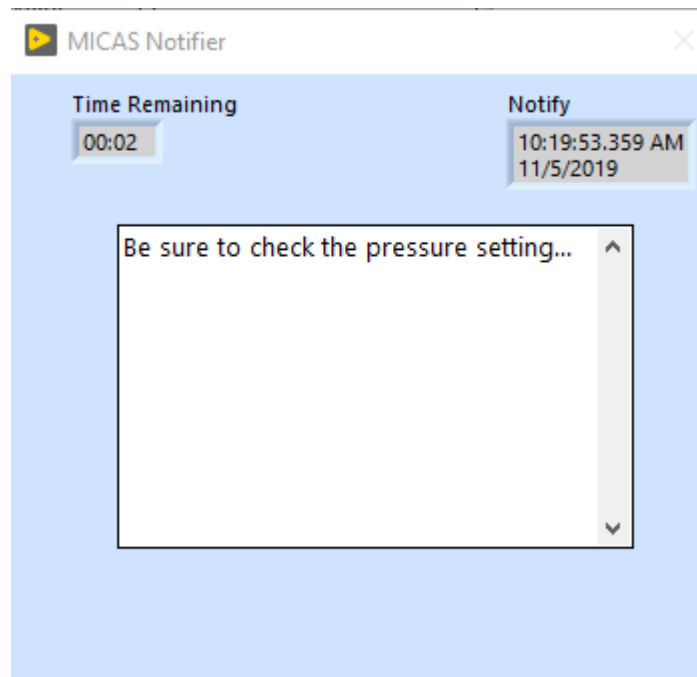 MICAS Notifier
Time Remaining
00:02
Notify
10:19:53.359 AM
11/5/2019
Be sure to check the pressure setting...